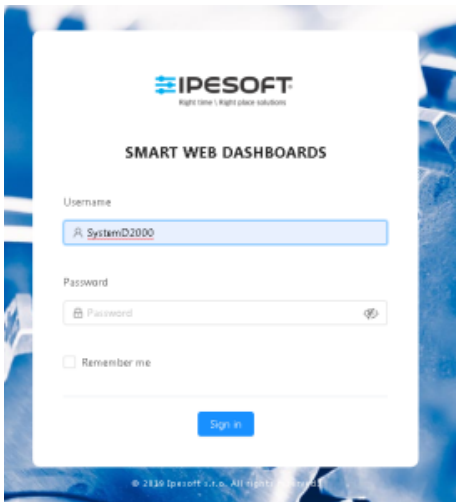 IPESOFT
Right time \ Right place solutions
SMART WEB DASHBOARDS
Username
SystemD2000
Password
Password
Remember me
Sign in
© 2019 Ipesoft s.r.o. All rights reserved.